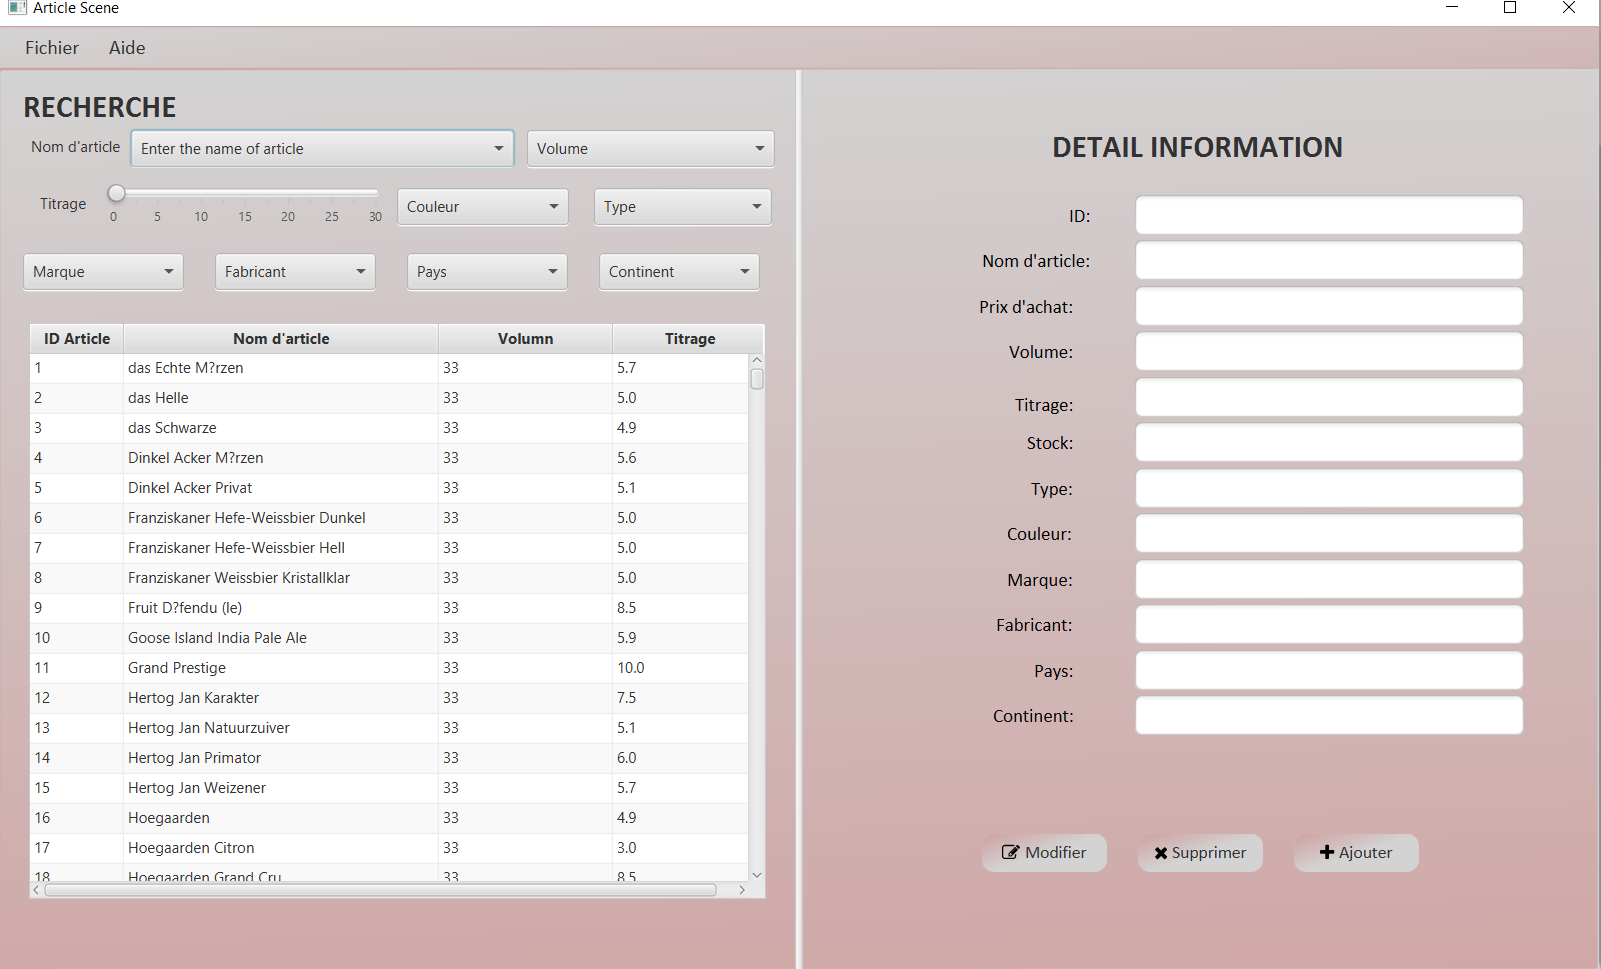 Article Scene
Fichier Aide
RECHERCHE
Nom d'article Enter the name of article Volume
Titrage 0 5 10 15 20 25 30 Couleur Type
Marque Fabricant Pays Continent
ID Article Nom d'article Volumn Titrage
1 das Echte M?rzen 33 5.7
2 das Helle 33 5.0
3 das Schwarze 33 4.9
4 Dinkel Acker M?rzen 33 5.6
5 Dinkel Acker Privat 33 5.1
6 Franziskaner Hefe-Weissbier Dunkel 33 5.0
7 Franziskaner Hefe-Weissbier Hell 33 5.0
8 Franziskaner Weissbier Kristallklar 33 5.0
9 Fruit D?fendu (le) 33 8.5
10 Goose Island India Pale Ale 33 5.9
11 Grand Prestige 33 10.0
12 Hertog Jan Karakter 33 7.5
13 Hertog Jan Natuurzuiver 33 5.1
14 Hertog Jan Primator 33 6.0
15 Hertog Jan Weizener 33 5.7
16 Hoegaarden 33 4.9
17 Hoegaarden Citron 33 3.0
18 Hoegaarden Grand Cru 33 8.5
DETAIL INFORMATION
ID:
Nom d'article:
Prix d'achat:
Volume:
Titrage:
Stock:
Type:
Couleur:
Marque:
Fabricant:
Pays:
Continent:
Modifier Supprimer Ajouter